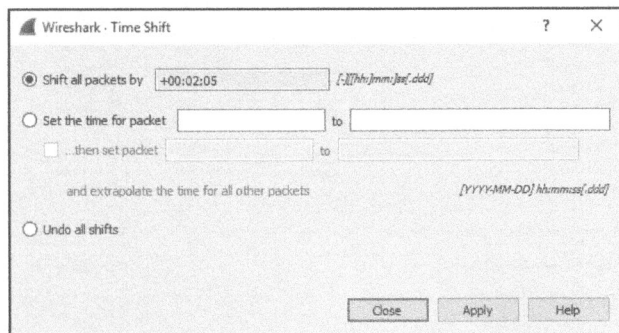 Wireshark · Time Shift ? ×
Shift all packets by +00:02:05 [-][[hh:]mm:]ss[.ddd]
Set the time for packet to
...then set packet to
and extrapolate the time for all other packets [YYYY-MM-DD] hh:mm:ss[.ddd]
Undo all shifts
Close Apply Help